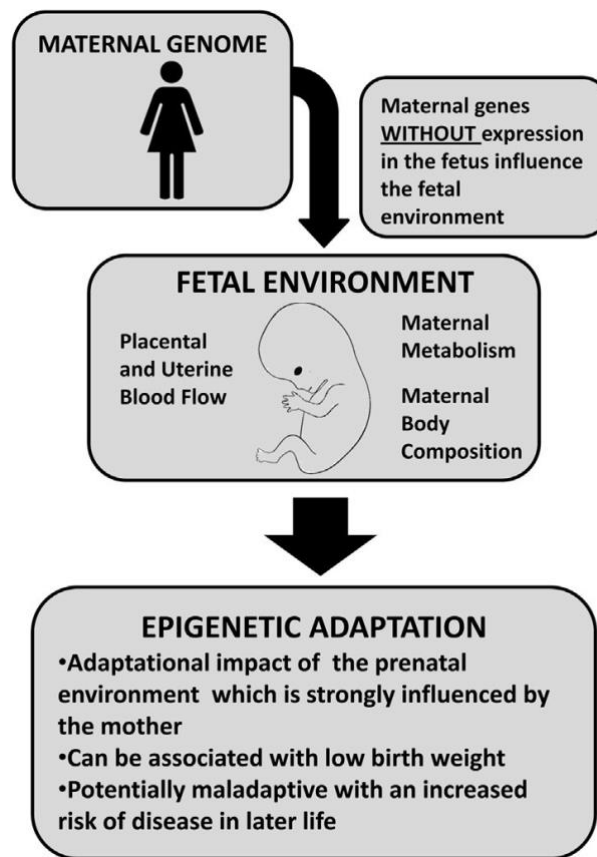 MATERNAL GENOME
Maternal genes
WITHOUT expression
in the fetus influence
the fetal
environment
FETAL ENVIRONMENT
Placental
and Uterine
Blood Flow
Maternal
Metabolism
Maternal
Body
Composition
EPIGENETIC ADAPTATION
•Adaptational impact of the prenatal
environment which is strongly influenced by
the mother
•Can be associated with low birth weight
•Potentially maladaptive with an increased
risk of disease in later life